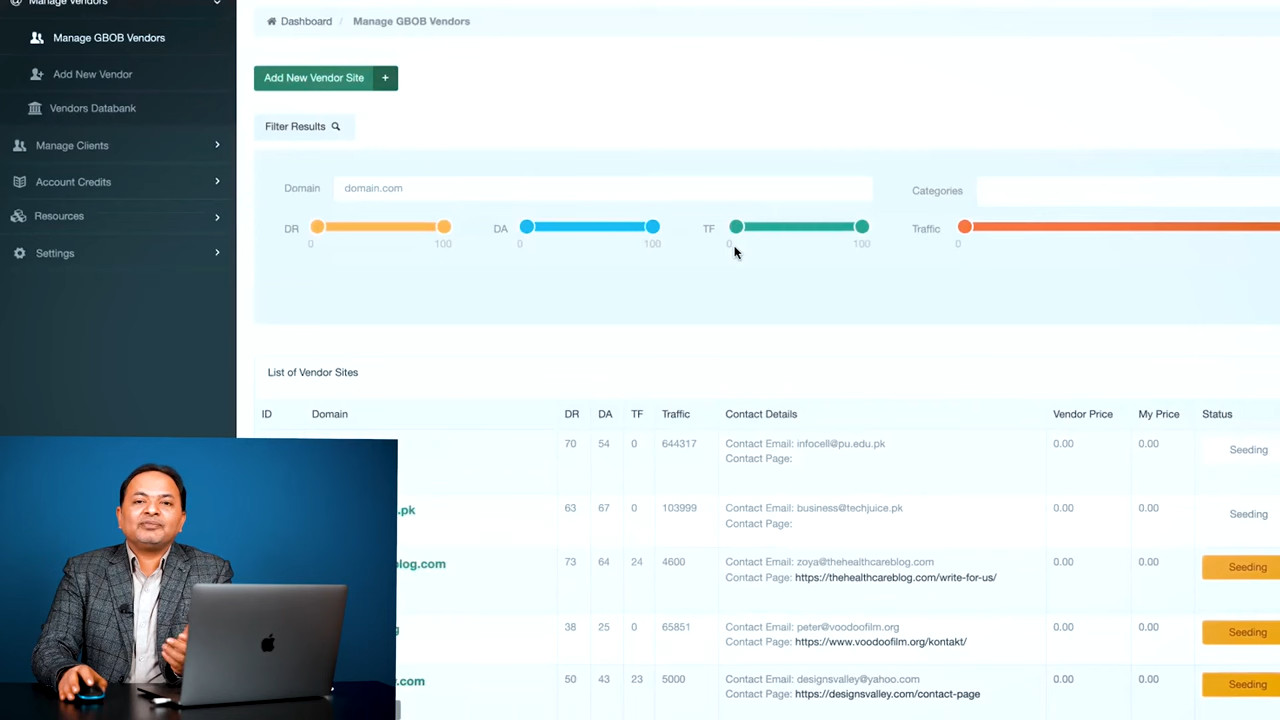 Manage Vendors
Manage GBOB Vendors
Add New Vendor
Vendors Databank
Manage Clients
Account Credits
Resources
Settings
Dashboard / Manage GBOB Vendors
Add New Vendor Site +
Filter Results
Domain domain.com Categories
DR 0 100 DA 0 100 TF 0 100 Traffic 0
List of Vendor Sites
ID Domain DR DA TF Traffic Contact Details Vendor Price My Price Status
70 54 0 644317 Contact Email: infocell@pu.edu.pk 0.00 0.00 Seeding
Contact Page:
.pk 63 67 0 103999 Contact Email: business@techjuice.pk 0.00 0.00 Seeding
Contact Page:
log.com 73 64 24 4600 Contact Email: zoya@thehealthcareblog.com 0.00 0.00 Seeding
Contact Page: https://thehealthcareblog.com/write-for-us/
38 25 0 65851 Contact Email: peter@voodoofilm.org 0.00 0.00 Seeding
Contact Page: https://www.voodoofilm.org/kontakt/
.com 50 43 23 5000 Contact Email: designsvalley@yahoo.com 0.00 0.00 Seeding
Contact Page: https://designsvalley.com/contact-page